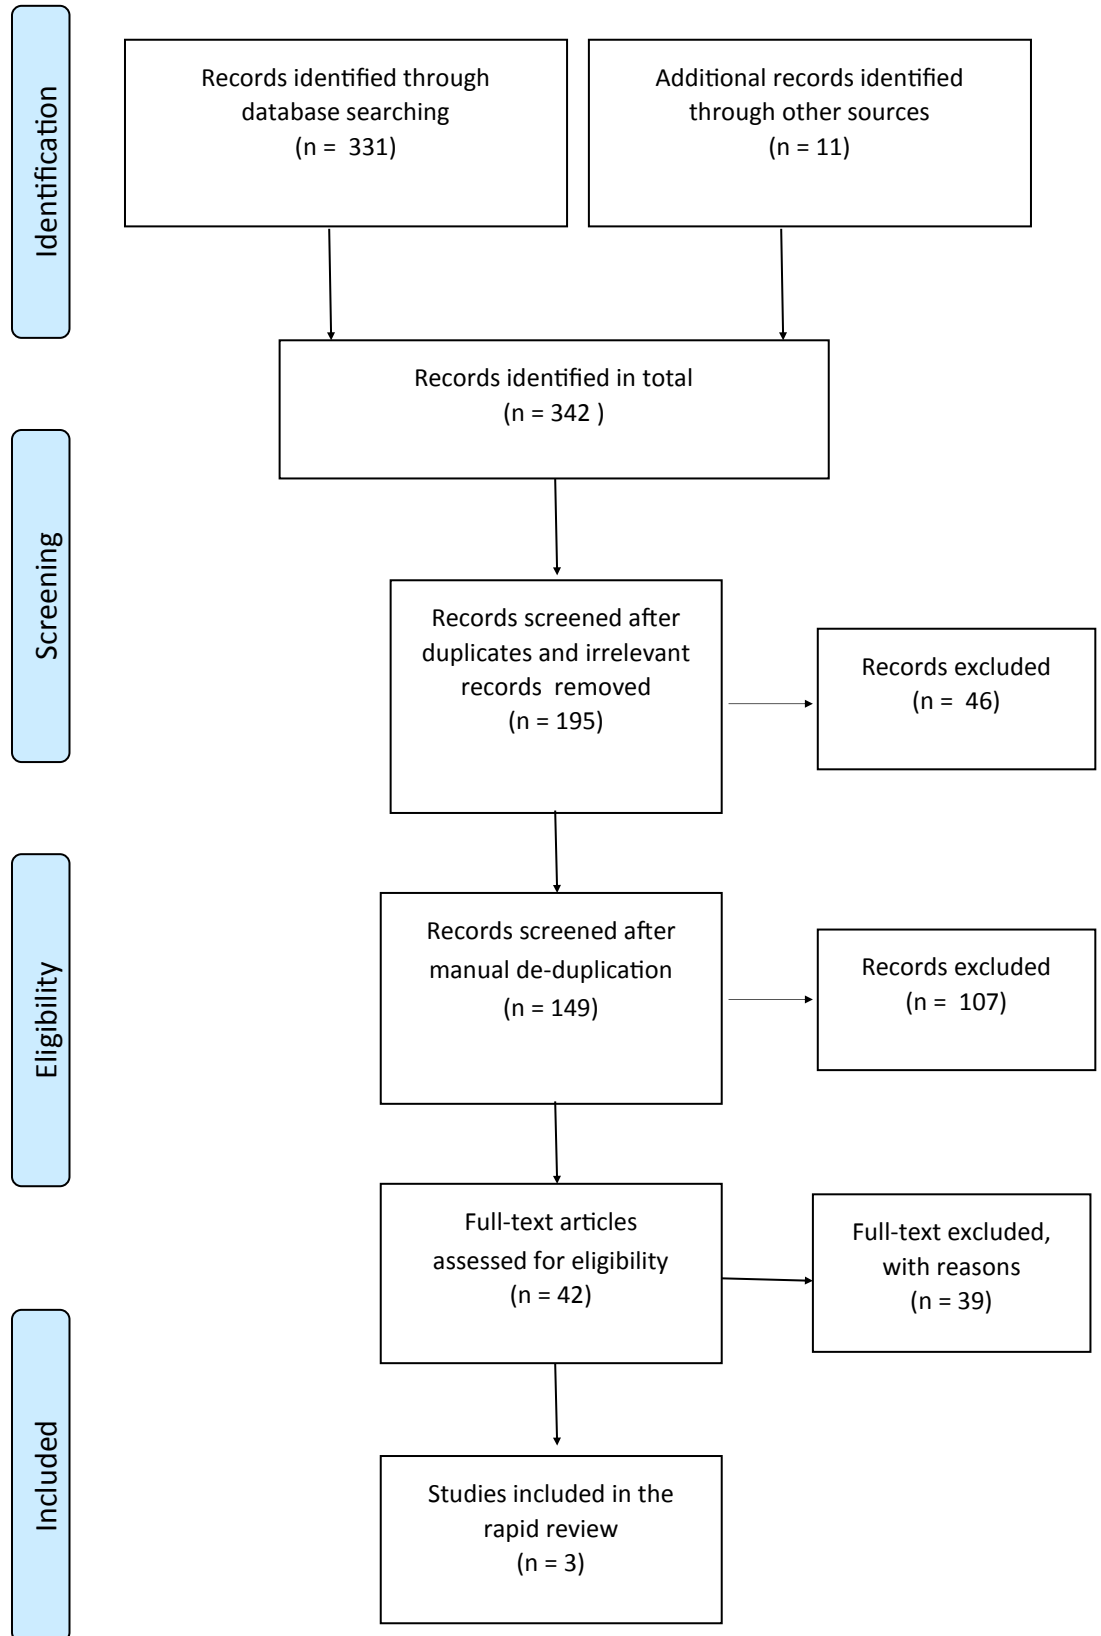 Identification
Records identified through
database searching
(n =  331)
Additional records identified
through other sources
(n = 11)
Records identified in total
(n = 342 )
Screening
Records screened after
duplicates and irrelevant
records  removed
(n = 195)
Records excluded
(n =  46)
Eligibility
Records screened after
manual de-duplication
(n = 149)
Records excluded
(n =  107)
Full-text articles
assessed for eligibility
(n = 42)
Full-text excluded,
with reasons
(n = 39)
Included
Studies included in the
rapid review
(n = 3)